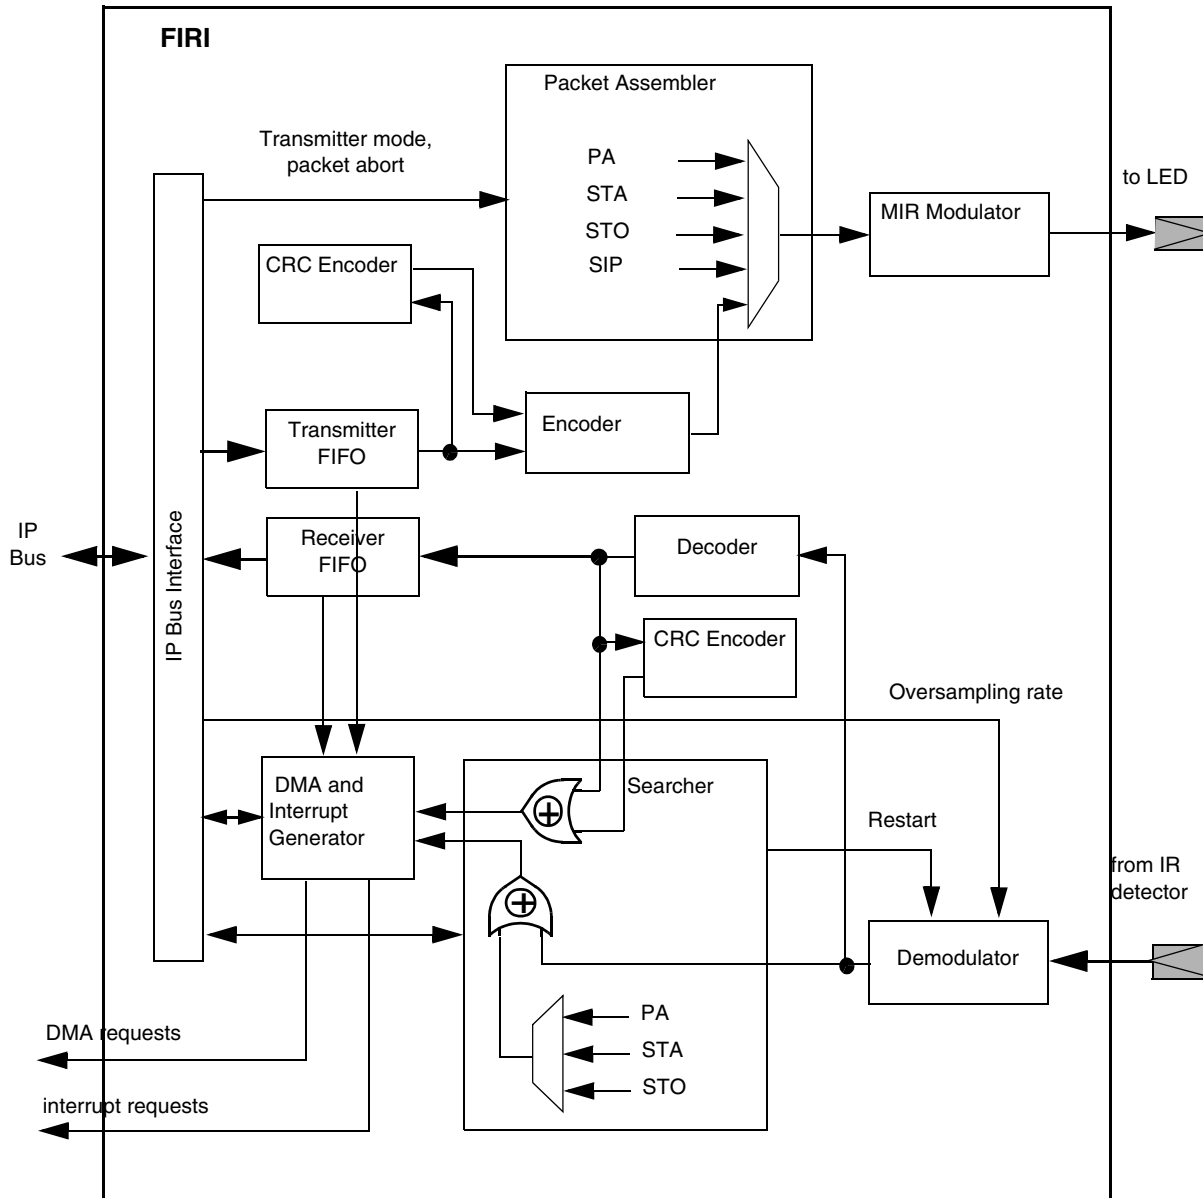 FIRI
Packet Assembler
Transmitter mode,
packet abort
PA
STA
STO
SIP
to LED
MIR Modulator
CRC Encoder
Encoder
Transmitter
FIFO
IP
Bus
IP Bus Interface
Receiver
FIFO
Decoder
CRC Encoder
Oversampling rate
DMA and
Interrupt
Generator
Searcher
Restart
from IR
detector
Demodulator
PA
STA
STO
DMA requests
interrupt requests